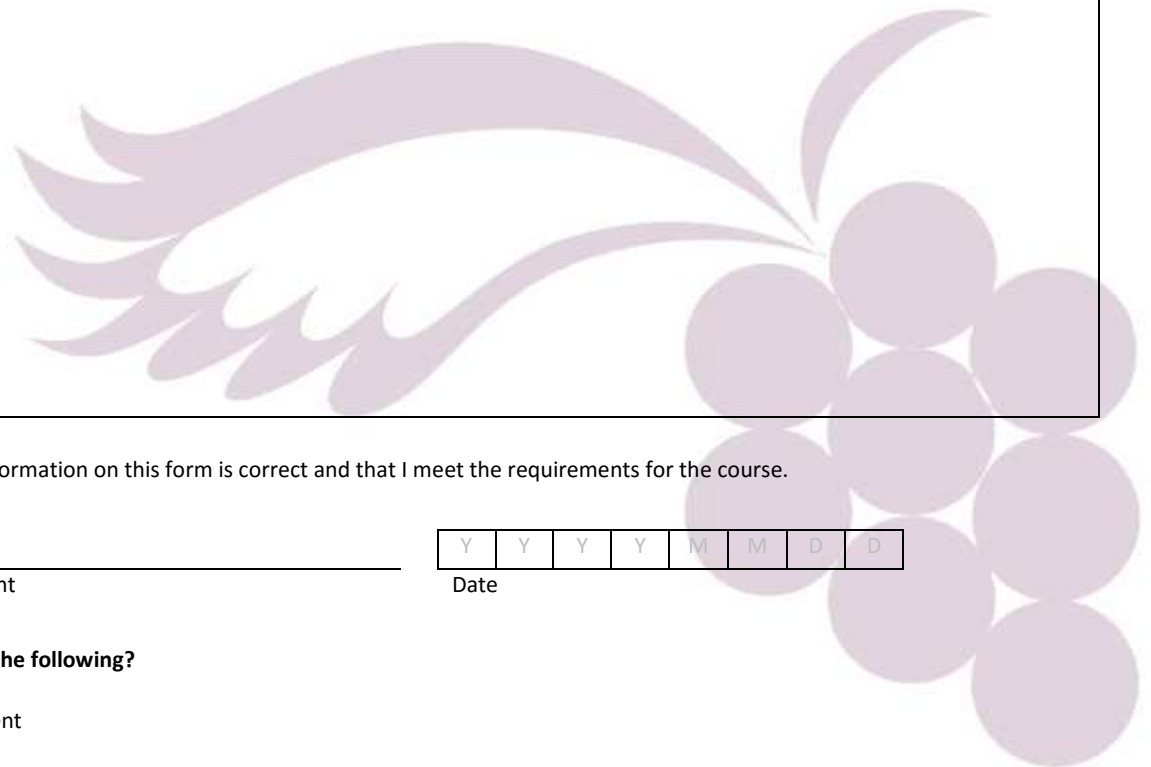 ormation on this form is correct and that I meet the requirements for the course.
Y Y Y Y M M D D
nt Date
he following?
nt